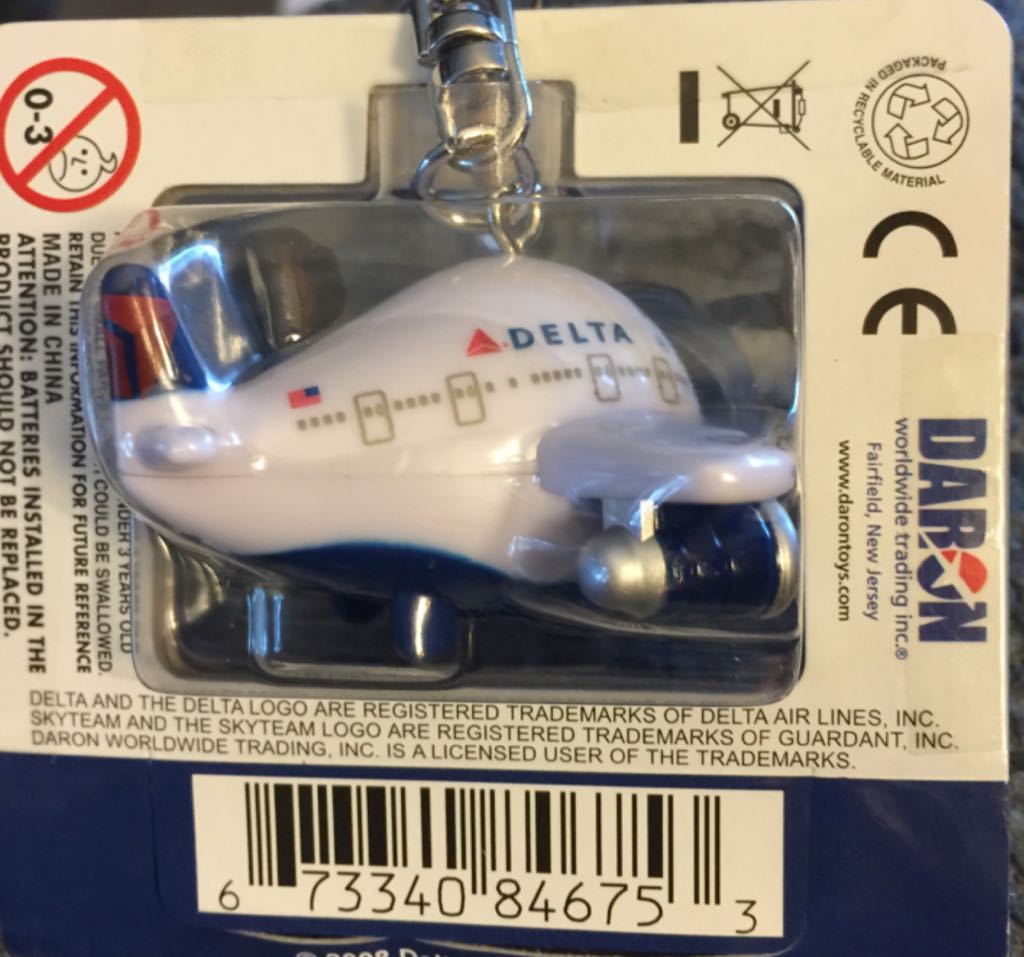 0-3
PACKAGED IN RECYCLABLE MATERIAL
CE
DELTA
DARON
worldwide trading inc.®
Fairfield, New Jersey
www.darontoys.com
NDER 3 YEARS OLD
COULD BE SWALLOWED.
RETAIN THIS INFORMATION FOR FUTURE REFERENCE
MADE IN CHINA
ATTENTION: BATTERIES INSTALLED IN THE
PRODUCT SHOULD NOT BE REPLACED.
DELTA AND THE DELTA LOGO ARE REGISTERED TRADEMARKS OF DELTA AIR LINES, INC.
SKYTEAM AND THE SKYTEAM LOGO ARE REGISTERED TRADEMARKS OF GUARDANT, INC.
DARON WORLDWIDE TRADING, INC. IS A LICENSED USER OF THE TRADEMARKS.
6 73340 84675 3